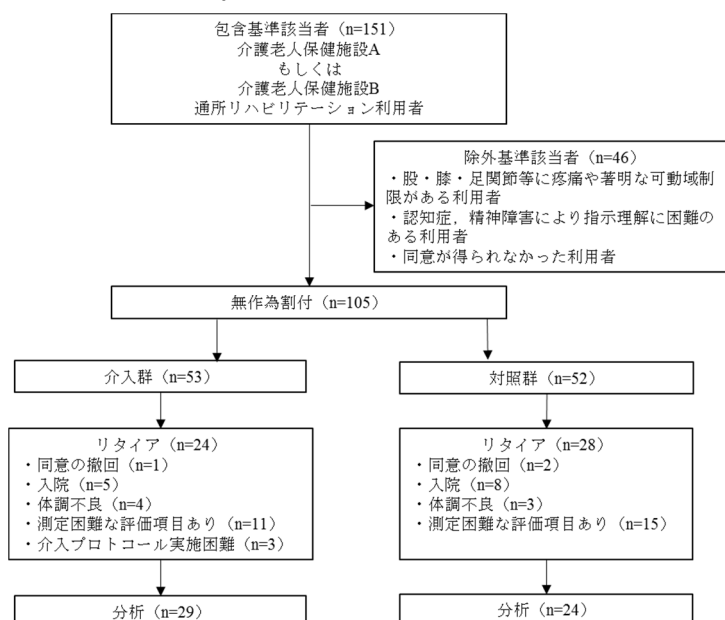 包含基準該当者（n=151）
介護老人保健施設A
もしくは
介護老人保健施設B
通所リハビリテーション利用者
除外基準該当者（n=46）
・股・膝・足関節等に疼痛や著明な可動域制
限がある利用者
・認知症，精神障害により指示理解に困難の
ある利用者
・同意が得られなかった利用者
無作為割付（n=105）
介入群（n=53）
対照群（n=52）
リタイア（n=24）
・同意の撤回（n=1）
・入院（n=5）
・体調不良（n=4）
・測定困難な評価項目あり（n=11）
・介入プロトコール実施困難（n=3）
リタイア（n=28）
・同意の撤回（n=2）
・入院（n=8）
・体調不良（n=3）
・測定困難な評価項目あり（n=15）
分析（n=29）
分析（n=24）